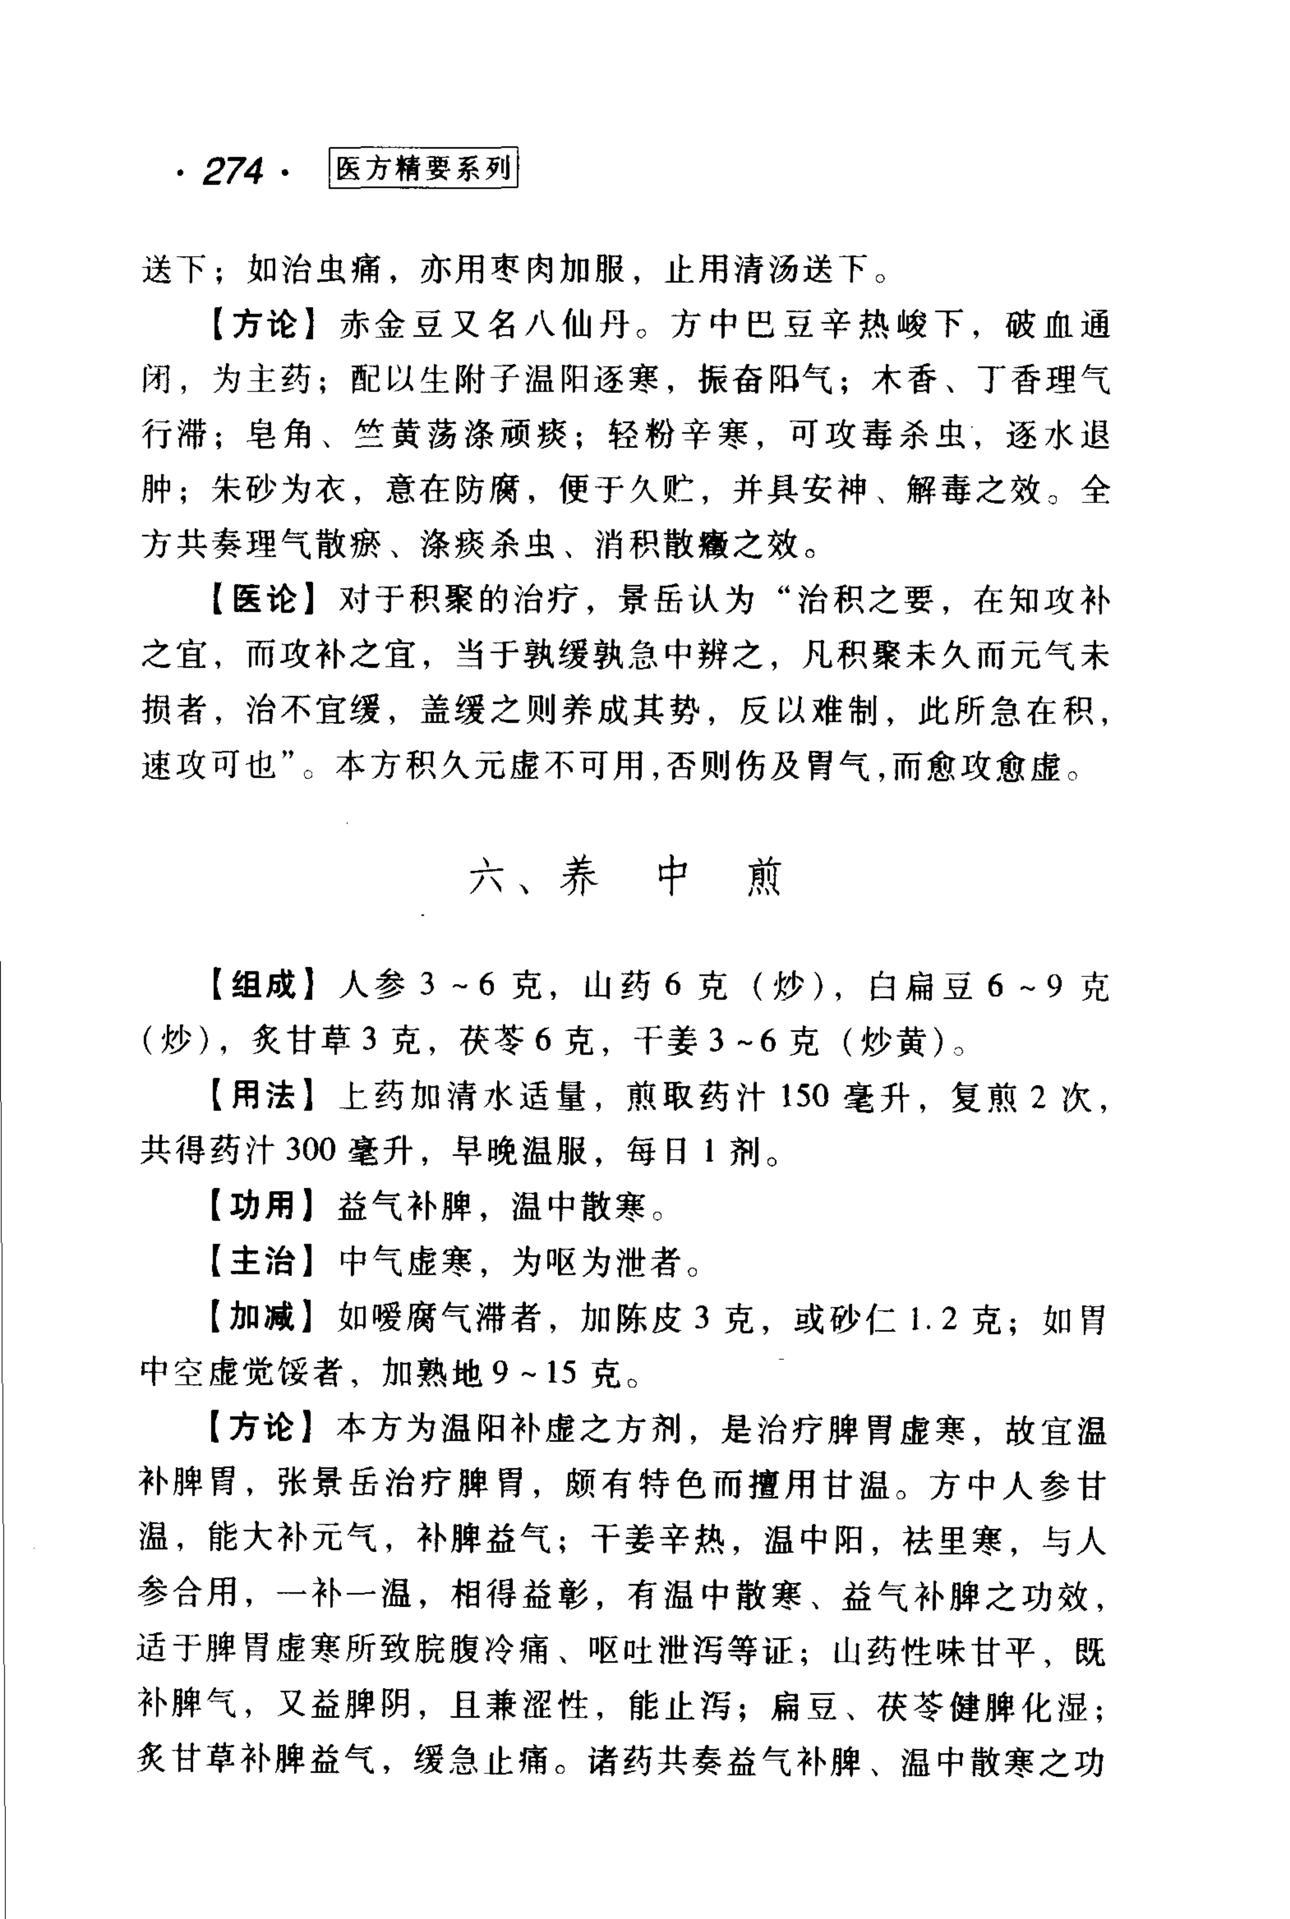 ·274· 医方精要系列
送下；如治虫痛，亦用枣肉加服，止用清汤送下。
【方论】赤金豆又名八仙丹。方中巴豆辛热峻下，破血通
闭，为主药；配以生附子温阳逐寒，振奋阳气；木香、丁香理气
行滞；皂角、竺黄荡涤顽痰；轻粉辛寒，可攻毒杀虫，逐水退
肿；朱砂为衣，意在防腐，便于久贮，并具安神、解毒之效。全
方共奏理气散瘀、涤痰杀虫、消积散癥之效。
【医论】对于积聚的治疗，景岳认为“治积之要，在知攻补
之宜，而攻补之宜，当于孰缓孰急中辨之，凡积聚未久而元气未
损者，治不宜缓，盖缓之则养成其势，反以难制，此所急在积，
速攻可也”。本方积久元虚不可用，否则伤及胃气，而愈攻愈虚。
六、养中煎
【组成】人参3~6克，山药6克（炒），白扁豆6~9克
（炒），炙甘草3克，茯苓6克，干姜3~6克（炒黄）。
【用法】上药加清水适量，煎取药汁150毫升，复煎2次，
共得药汁300毫升，早晚温服，每日1剂。
【功用】益气补脾，温中散寒。
【主治】中气虚寒，为呕为泄者。
【加减】如嗳腐气滞者，加陈皮3克，或砂仁1.2克；如胃
中空虚觉馁者，加熟地9~15克。
【方论】本方为温阳补虚之方剂，是治疗脾胃虚寒，故宜温
补脾胃，张景岳治疗脾胃，颇有特色而擅用甘温。方中人参甘
温，能大补元气，补脾益气；干姜辛热，温中阳，祛里寒，与人
参合用，一补一温，相得益彰，有温中散寒、益气补脾之功效，
适于脾胃虚寒所致脘腹冷痛、呕吐泄泻等证；山药性味甘平，既
补脾气，又益脾阴，且兼涩性，能止泻；扁豆、茯苓健脾化湿；
炙甘草补脾益气，缓急止痛。诸药共奏益气补脾、温中散寒之功